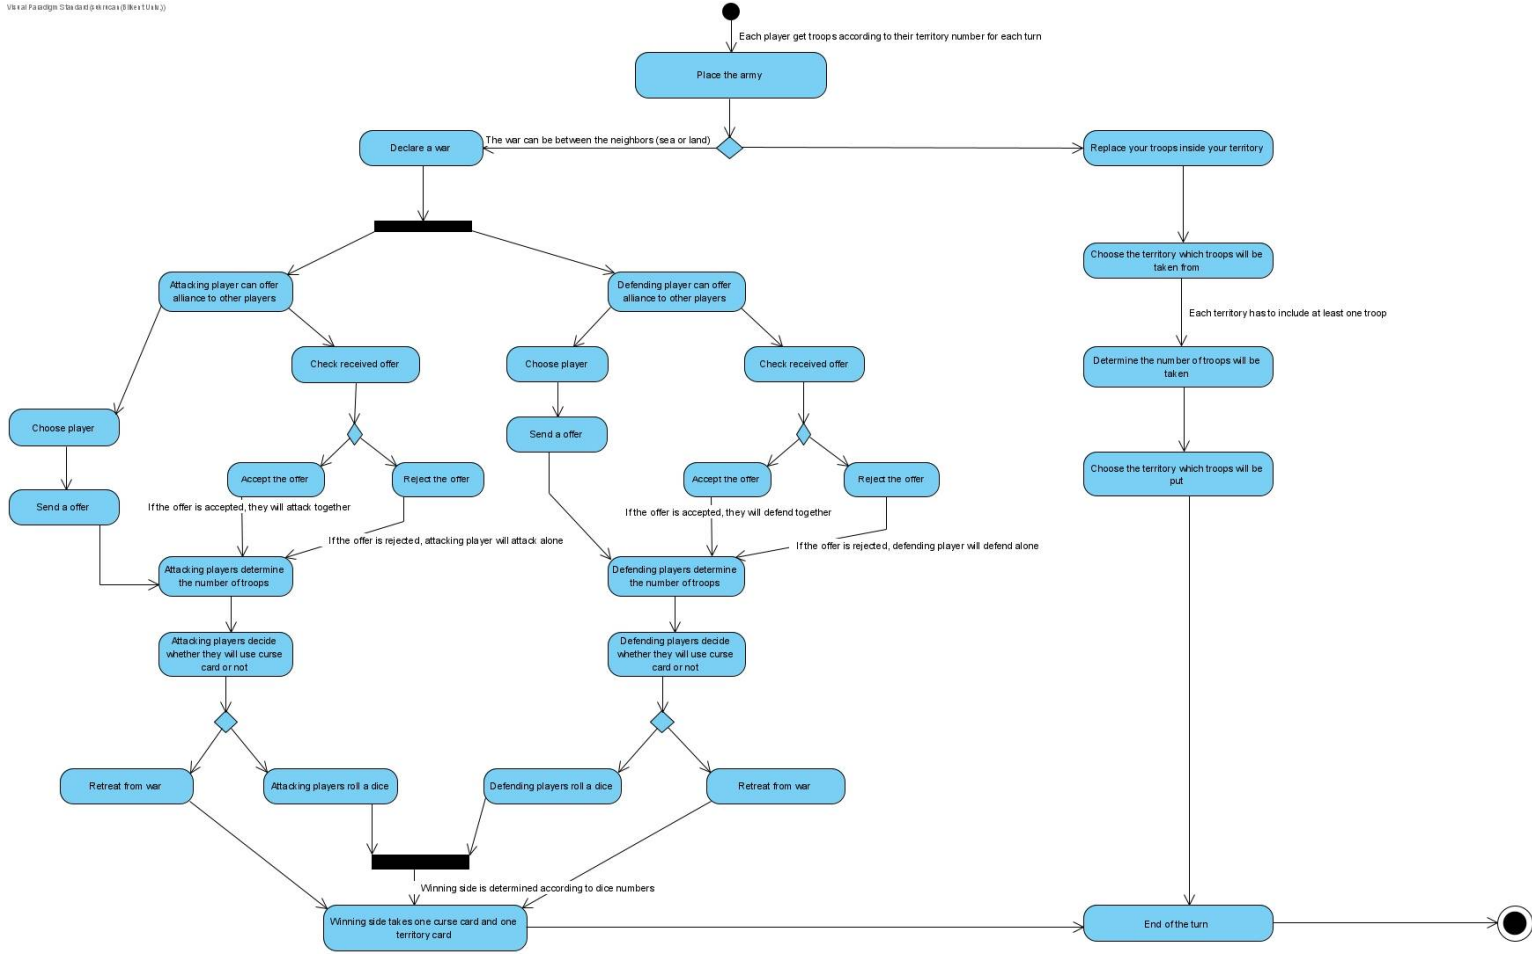 Visual Paradigm Standard
Each player get troops according to their territory number for each turn
Place the army
The war can be between the neighbors (sea or land)
Declare a war
Replace your troops inside your territory
Attacking player can offer
alliance to other players
Defending player can offer
alliance to other players
Choose the territory which troops will be
taken from
Each territory has to include at least one troop
Check received offer
Choose player
Check received offer
Determine the number of troops will be
taken
Choose player
Send a offer
Accept the offer
Reject the offer
Accept the offer
Reject the offer
Choose the territory which troops will be
put
Send a offer
If the offer is accepted, they will attack together
If the offer is accepted, they will defend together
If the offer is rejected, attacking player will attack alone
If the offer is rejected, defending player will defend alone
Attacking players determine
the number of troops
Defending players determine
the number of troops
Attacking players decide
whether they will use curse
card or not
Defending players decide
whether they will use curse
card or not
Retreat from war
Attacking players roll a dice
Defending players roll a dice
Retreat from war
Winning side is determined according to dice numbers
Winning side takes one curse card and one
territory card
End of the turn